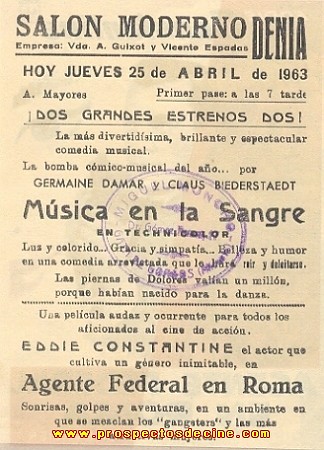 SALON MODERNO DENIA
Empresa: Vda. A. Guixot y Vicente Espadas
HOY JUEVES 25 de ABRIL de 1963
A. Mayores Primer pase: a las 7 tarde
¡DOS GRANDES ESTRENOS DOS!
La más divertidísima, brillante y espectacular
comedia musical.
La bomba cómico-musical del año... por
GERMAINE DAMAR y CLAUS BIEDERSTAEDT
Música en la Sangre
EN TECHNICOLOR
Luz y colorido.. Gracia y simpatía.. Belleza y humor
en una comedia arrevistada que le hará reir y deleitarse.
Las piernas de Dolores valían un millón,
porque habían nacido para la danza.
Una película audaz y ocurrente para todos los
aficionados al cine de acción.
EDDIE CONSTANTINE el actor que
cultiva un género inimitable, en
Agente Federal en Roma
Sonrisas, golpes y aventuras, en un ambiente en
que se mezclan los "gangsters" y las más
www.prospectosdecine.com